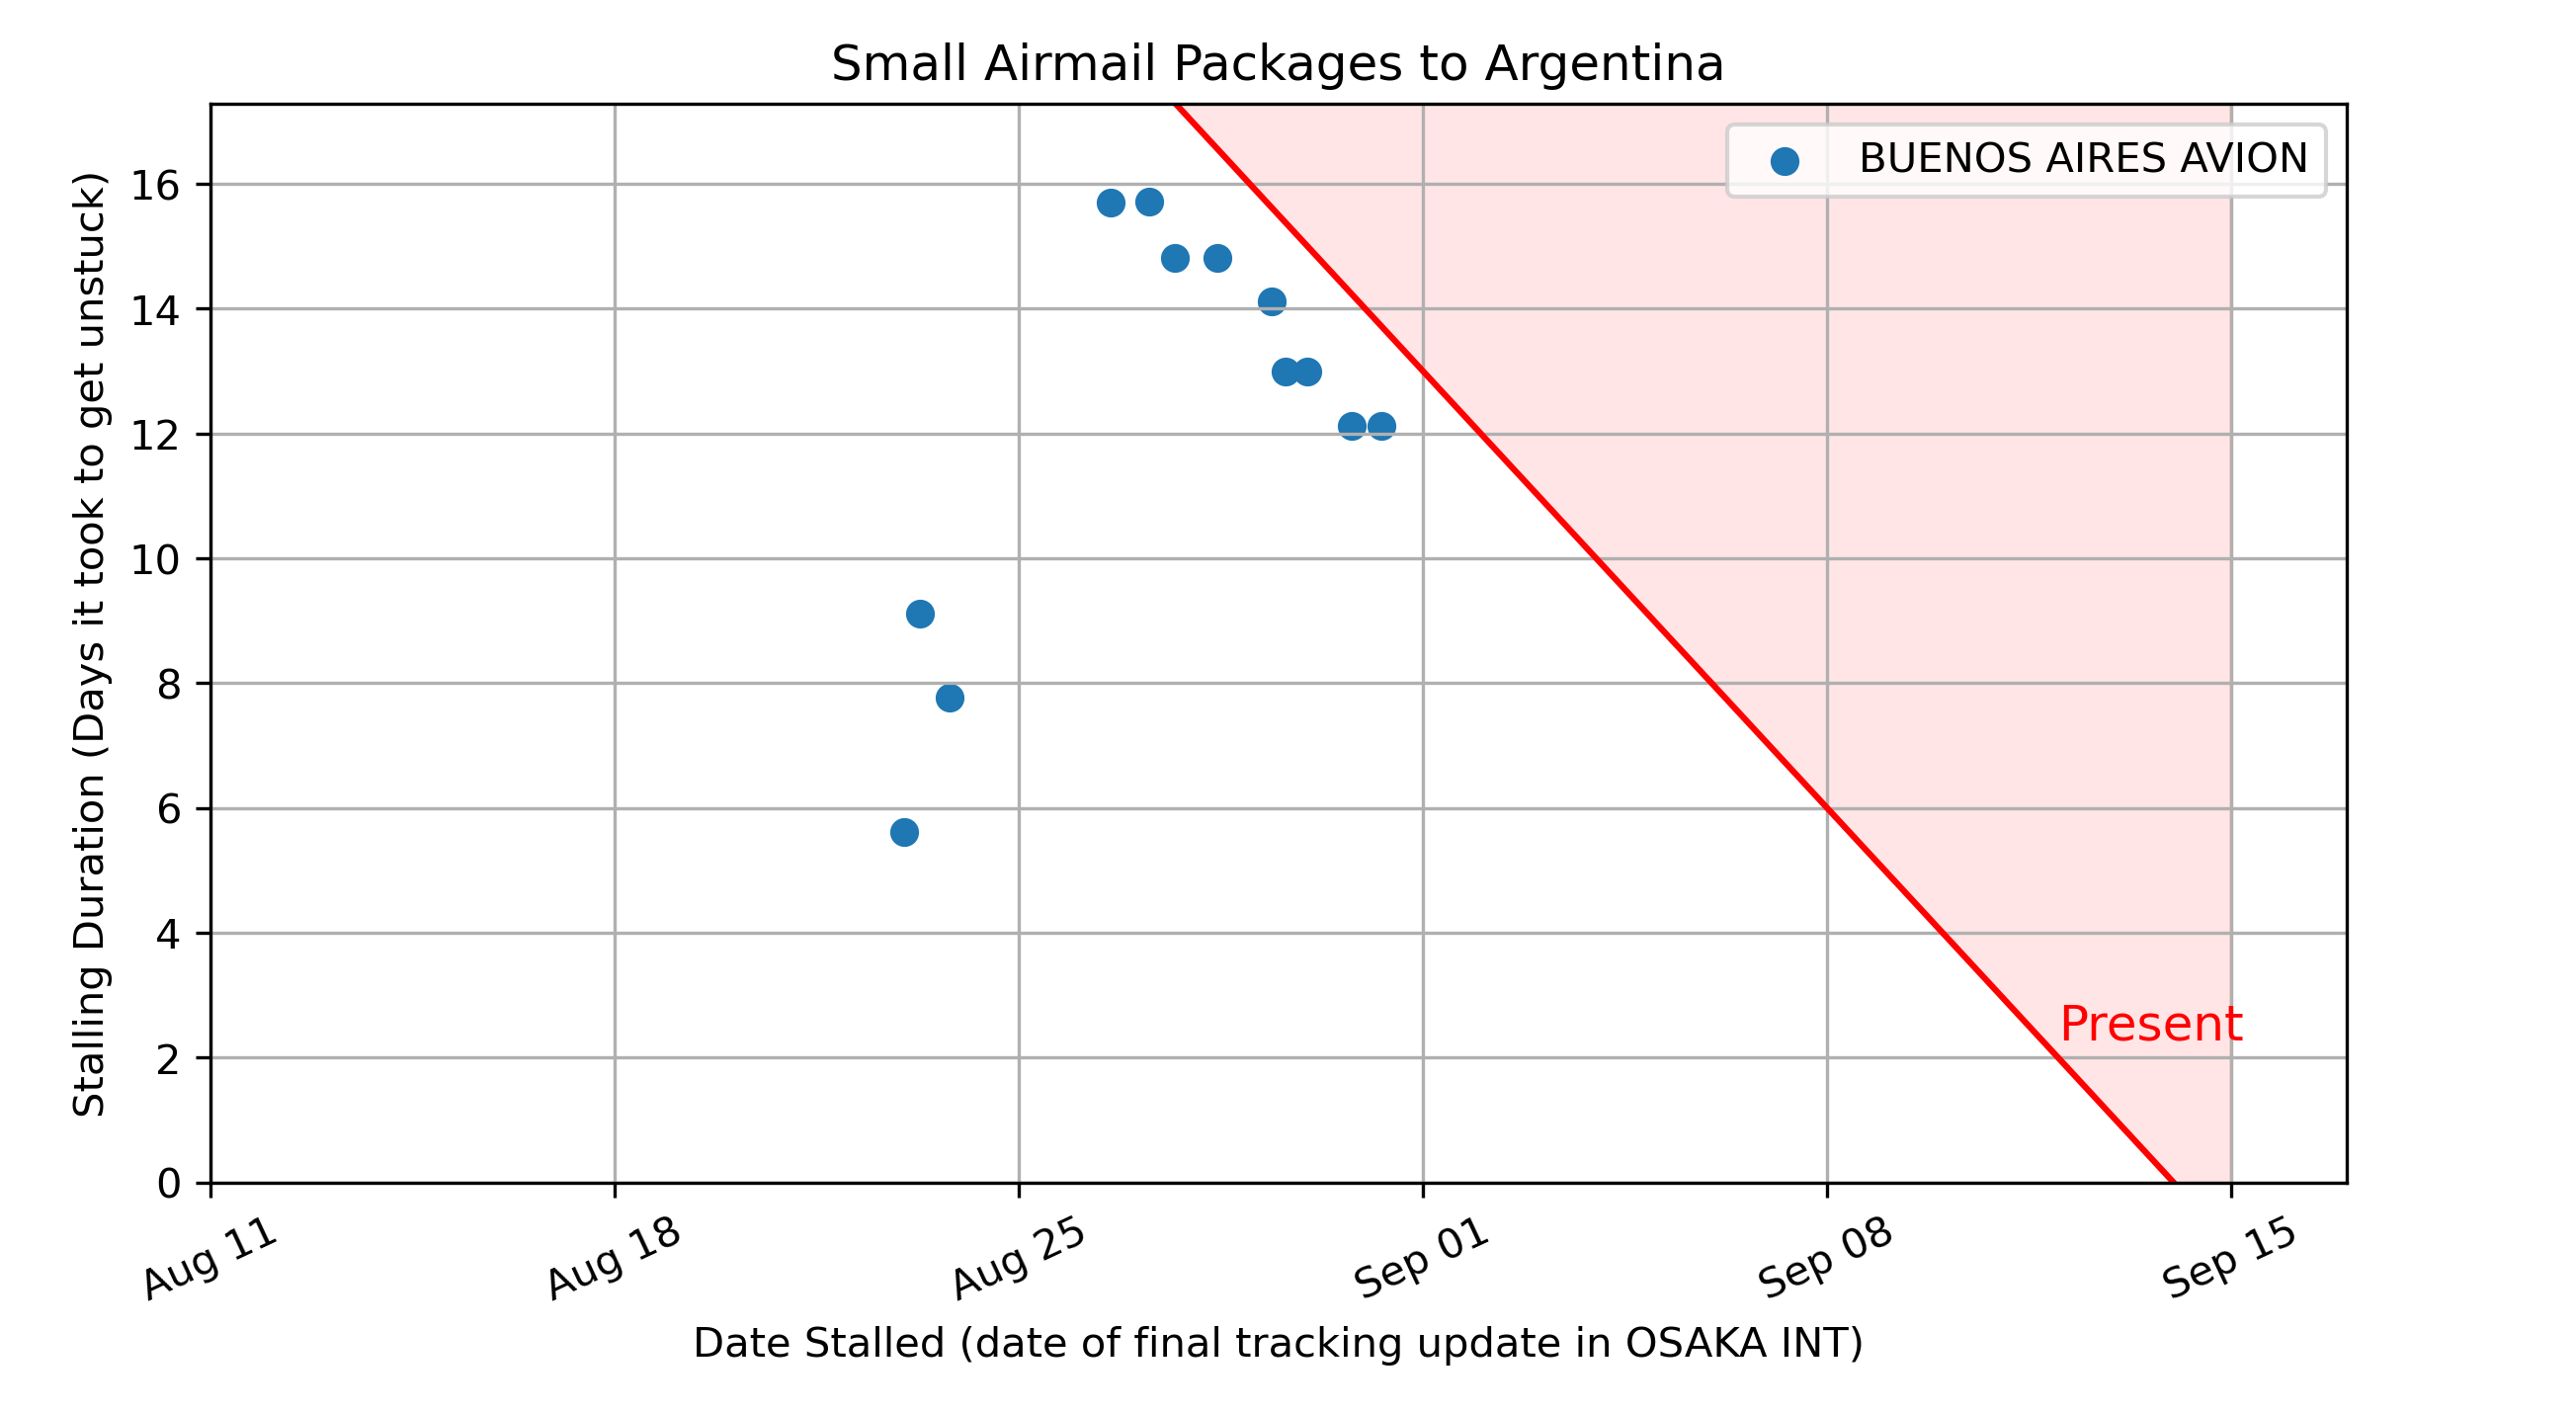 Small Airmail Packages to Argentina
BUENOS AIRES AVION
Stalling Duration (Days it took to get unstuck)
16
14
12
10
8
6
4
2
0
Present
Aug 11
Aug 18
Aug 25
Sep 01
Sep 08
Sep 15
Date Stalled (date of final tracking update in OSAKA INT)